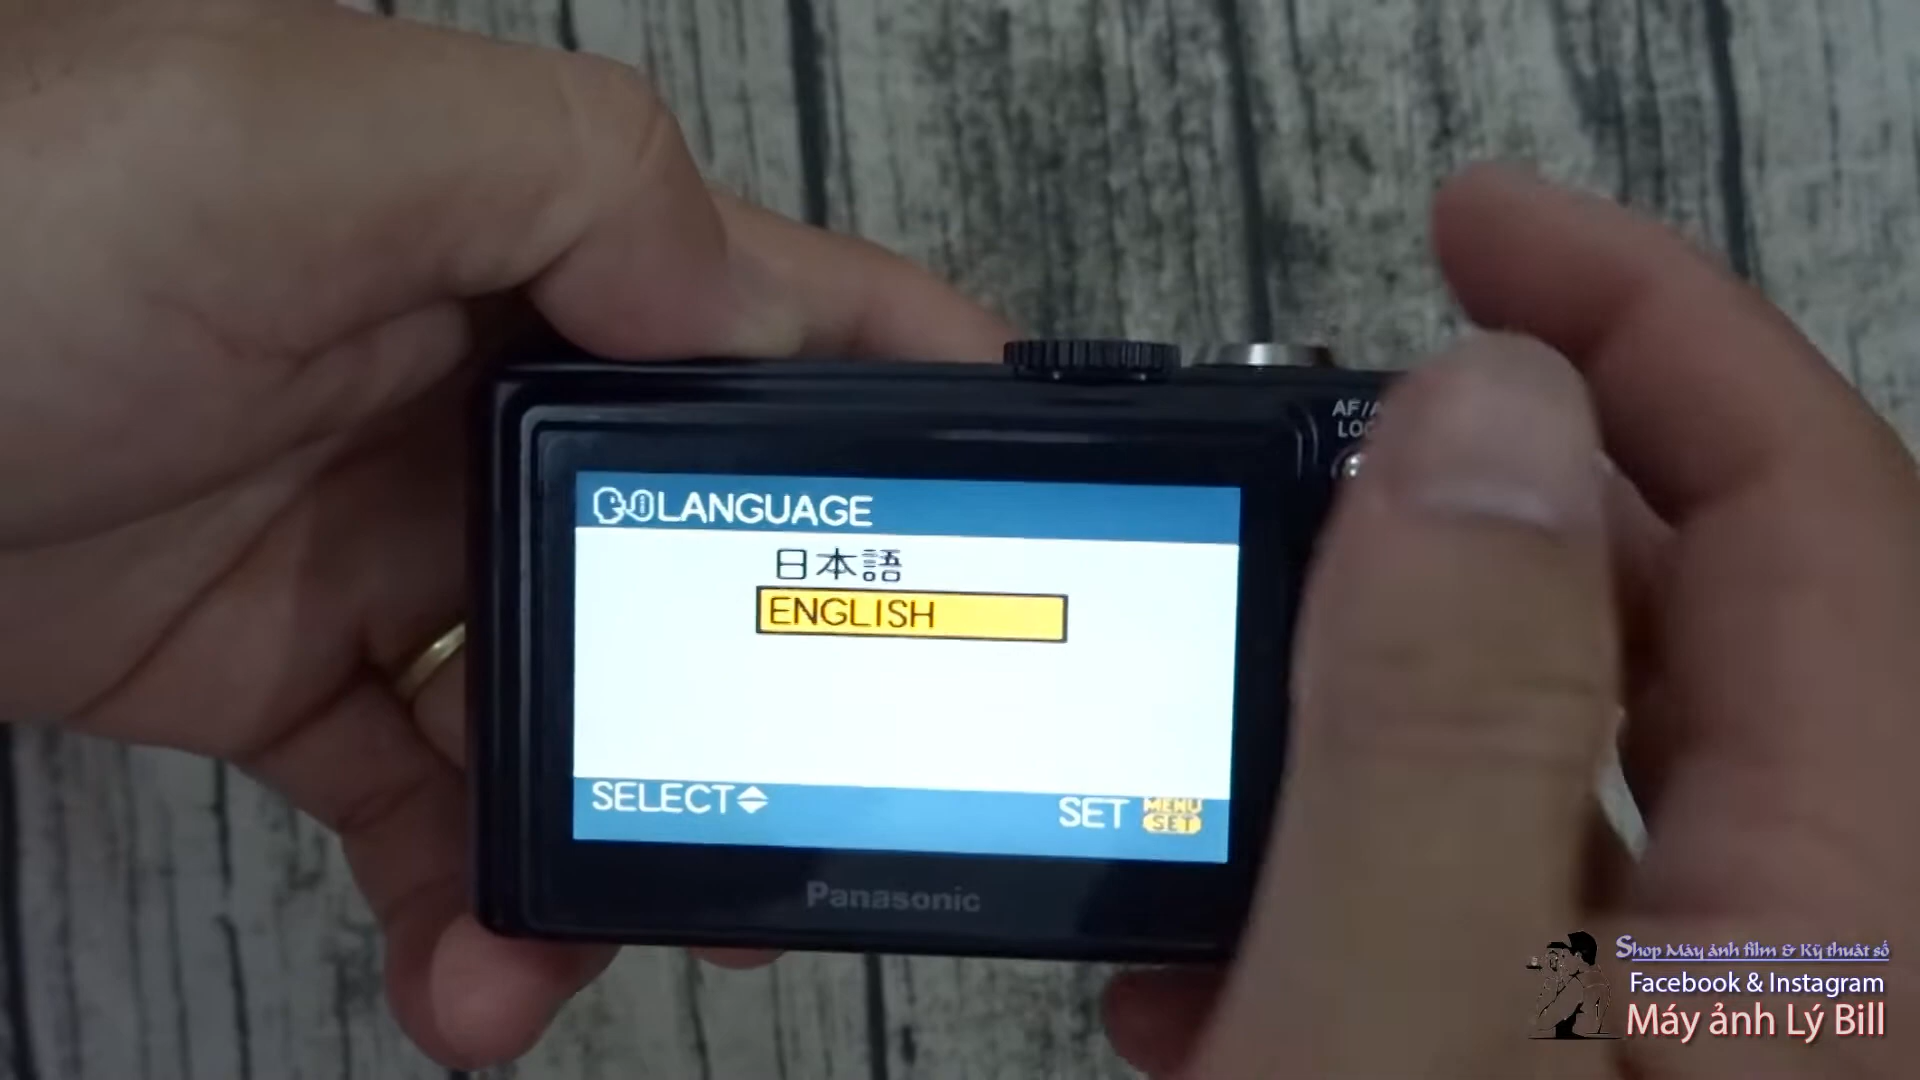 AF/A
LOC
LANGUAGE
日本語
ENGLISH
SELECT
SET MENU
SET
Panasonic
Shop Máy ảnh film & Kỹ thuật số
Facebook & Instagram
Máy ảnh Lý Bill